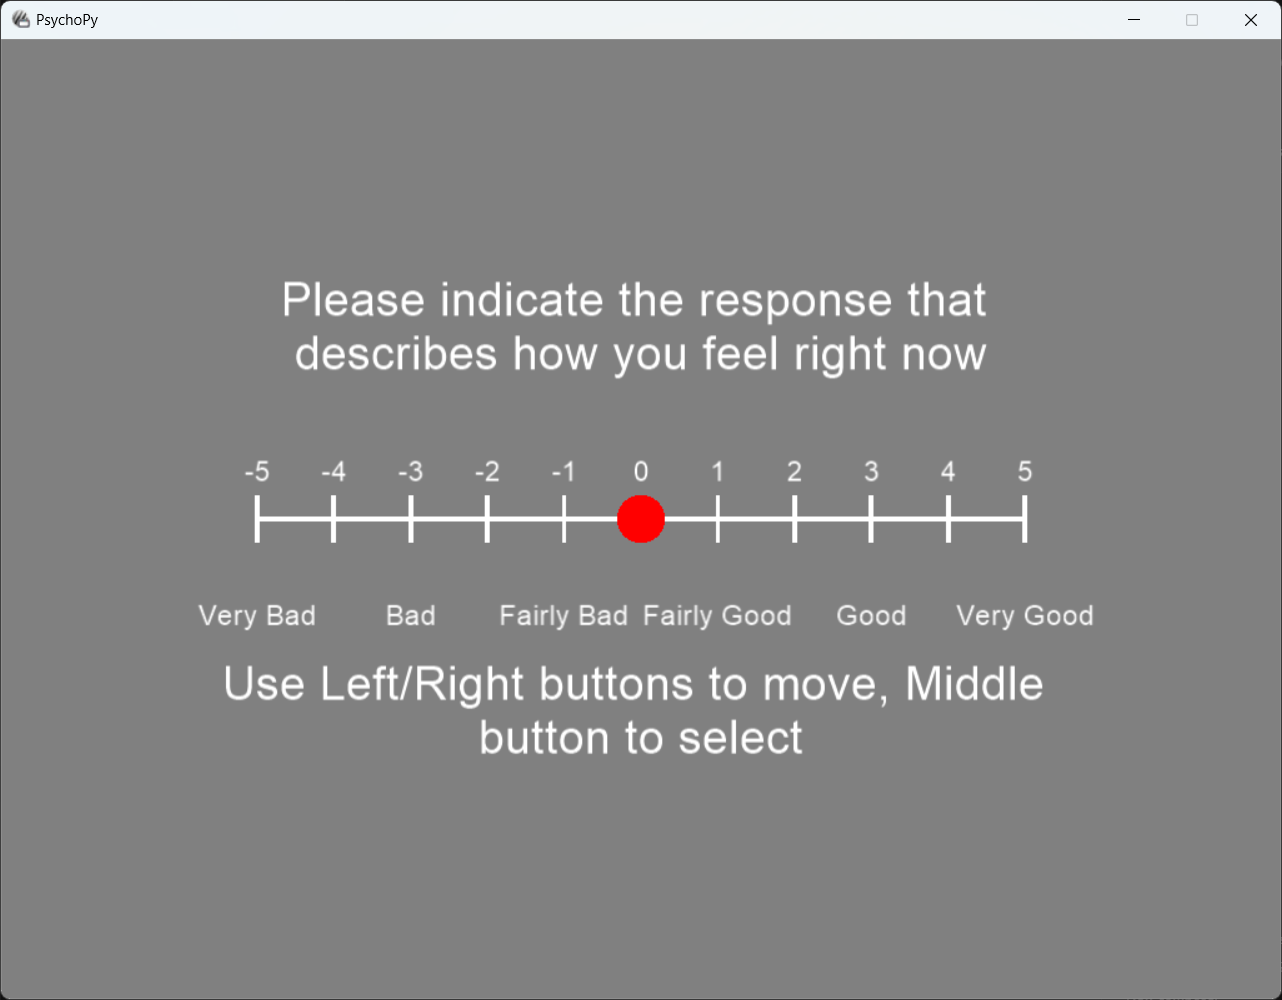 PsychoPy
Please indicate the response that
describes how you feel right now
-5 -4 -3 -2 -1 0 1 2 3 4 5
Very Bad Bad Fairly Bad Fairly Good Good Very Good
Use Left/Right buttons to move, Middle
button to select